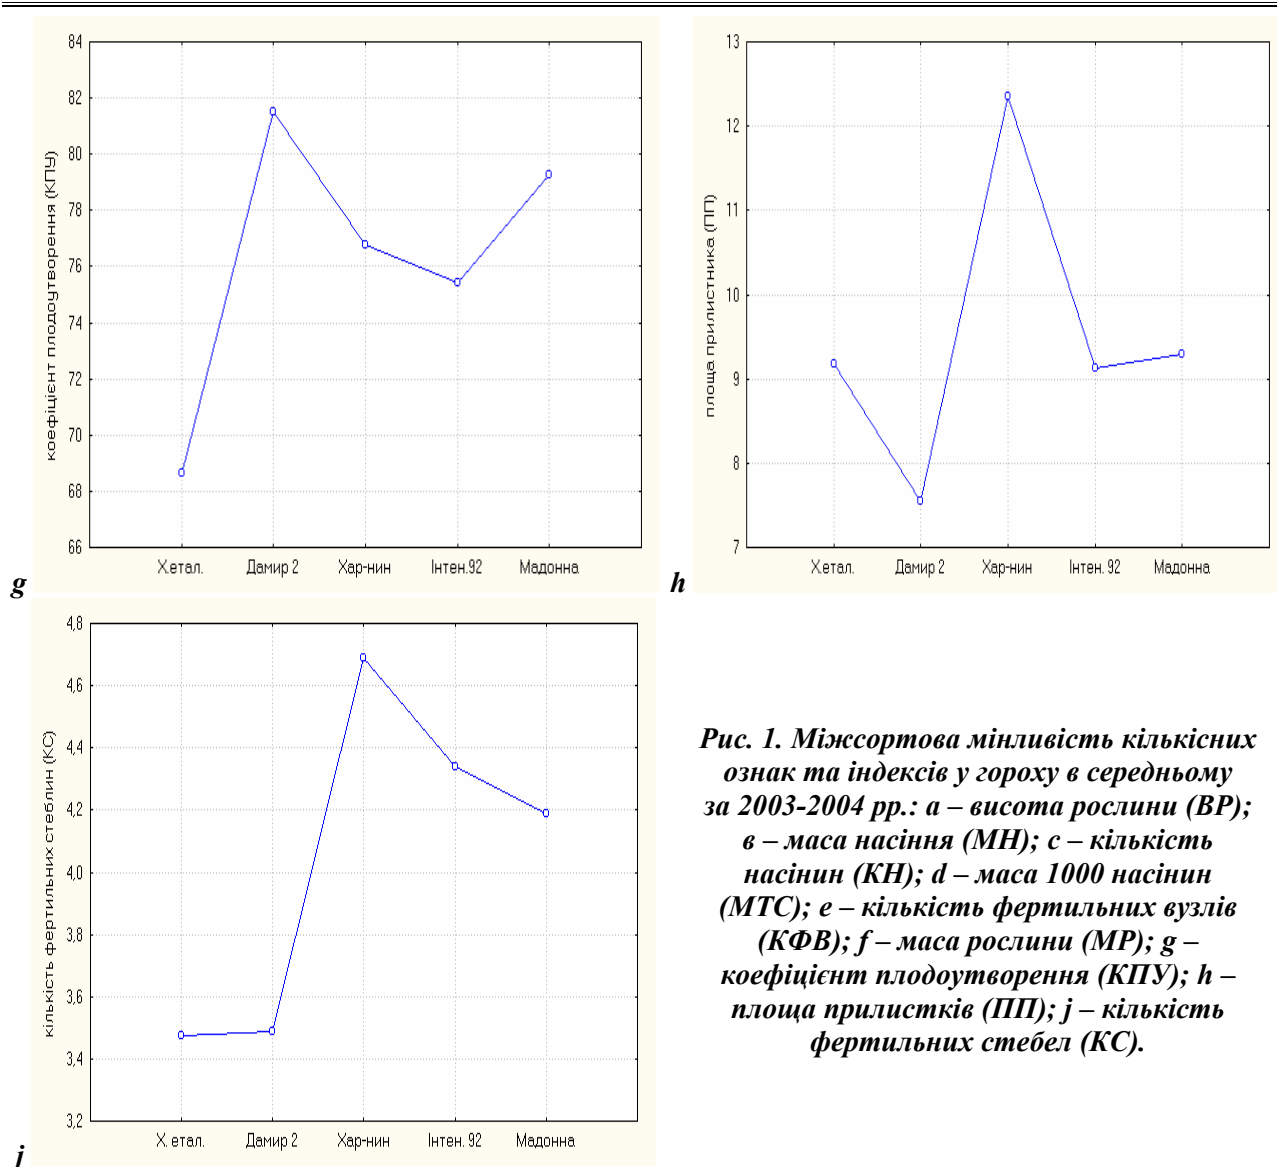 коефіцієнт плодоутворення (КПУ)
84
82
80
78
76
74
72
70
68
66
Х.етал. Дамир 2 Хар-нин Інтен.92 Мадонна
g
площа прилистника (ПП)
13
12
11
10
9
8
7
Х.етал. Дамир 2 Хар-нин Інтен. 92 Мадонна
h
кількість фертильних стеблин (КС)
4,8
4,6
4,4
4,2
4,0
3,8
3,6
3,4
3,2
Х. етал. Дамир 2 Хар-нин Інтен. 92 Мадонна
j
Рис. 1. Міжсортова мінливість кількісних
ознак та індексів у гороху в середньому
за 2003-2004 рр.: а – висота рослини (ВР);
в – маса насіння (МН); с – кількість
насінин (КН); d – маса 1000 насінин
(МТС); е – кількість фертильних вузлів
(КФВ); f – маса рослини (МР); g –
коефіцієнт плодоутворення (КПУ); h –
площа прилистків (ПП); j – кількість
фертильних стебел (КС).